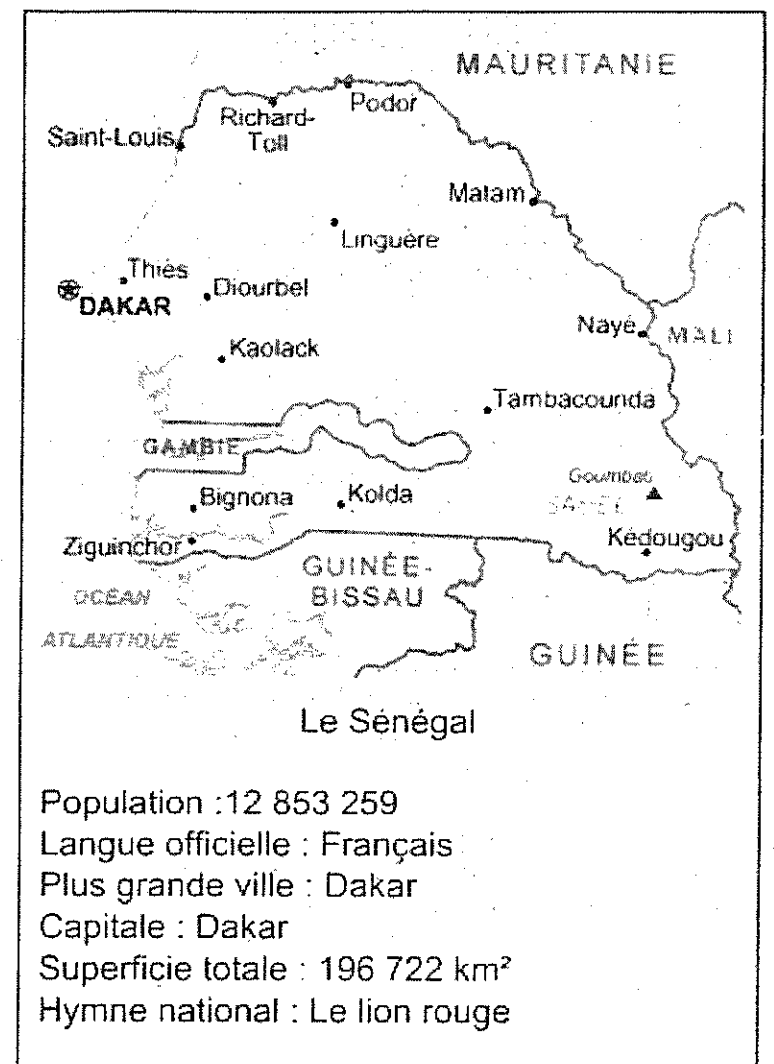 MAURITANIE
Podor
Richard-
Toll
Saint-Louis
Matam
Linguère
Thiès
DAKAR
Diourbel
Nayé
MALI
Kaolack
Tambacounda
GAMBIE
Bignona
Kolda
Ziguinchor
Kédougou
GUINÉE-
BISSAU
OCÉAN
ATLANTIQUE
GUINÉE
Le Sénégal
Population :12 853 259
Langue officielle : Français
Plus grande ville : Dakar
Capitale : Dakar
Superficie totale : 196 722 km²
Hymne national : Le lion rouge